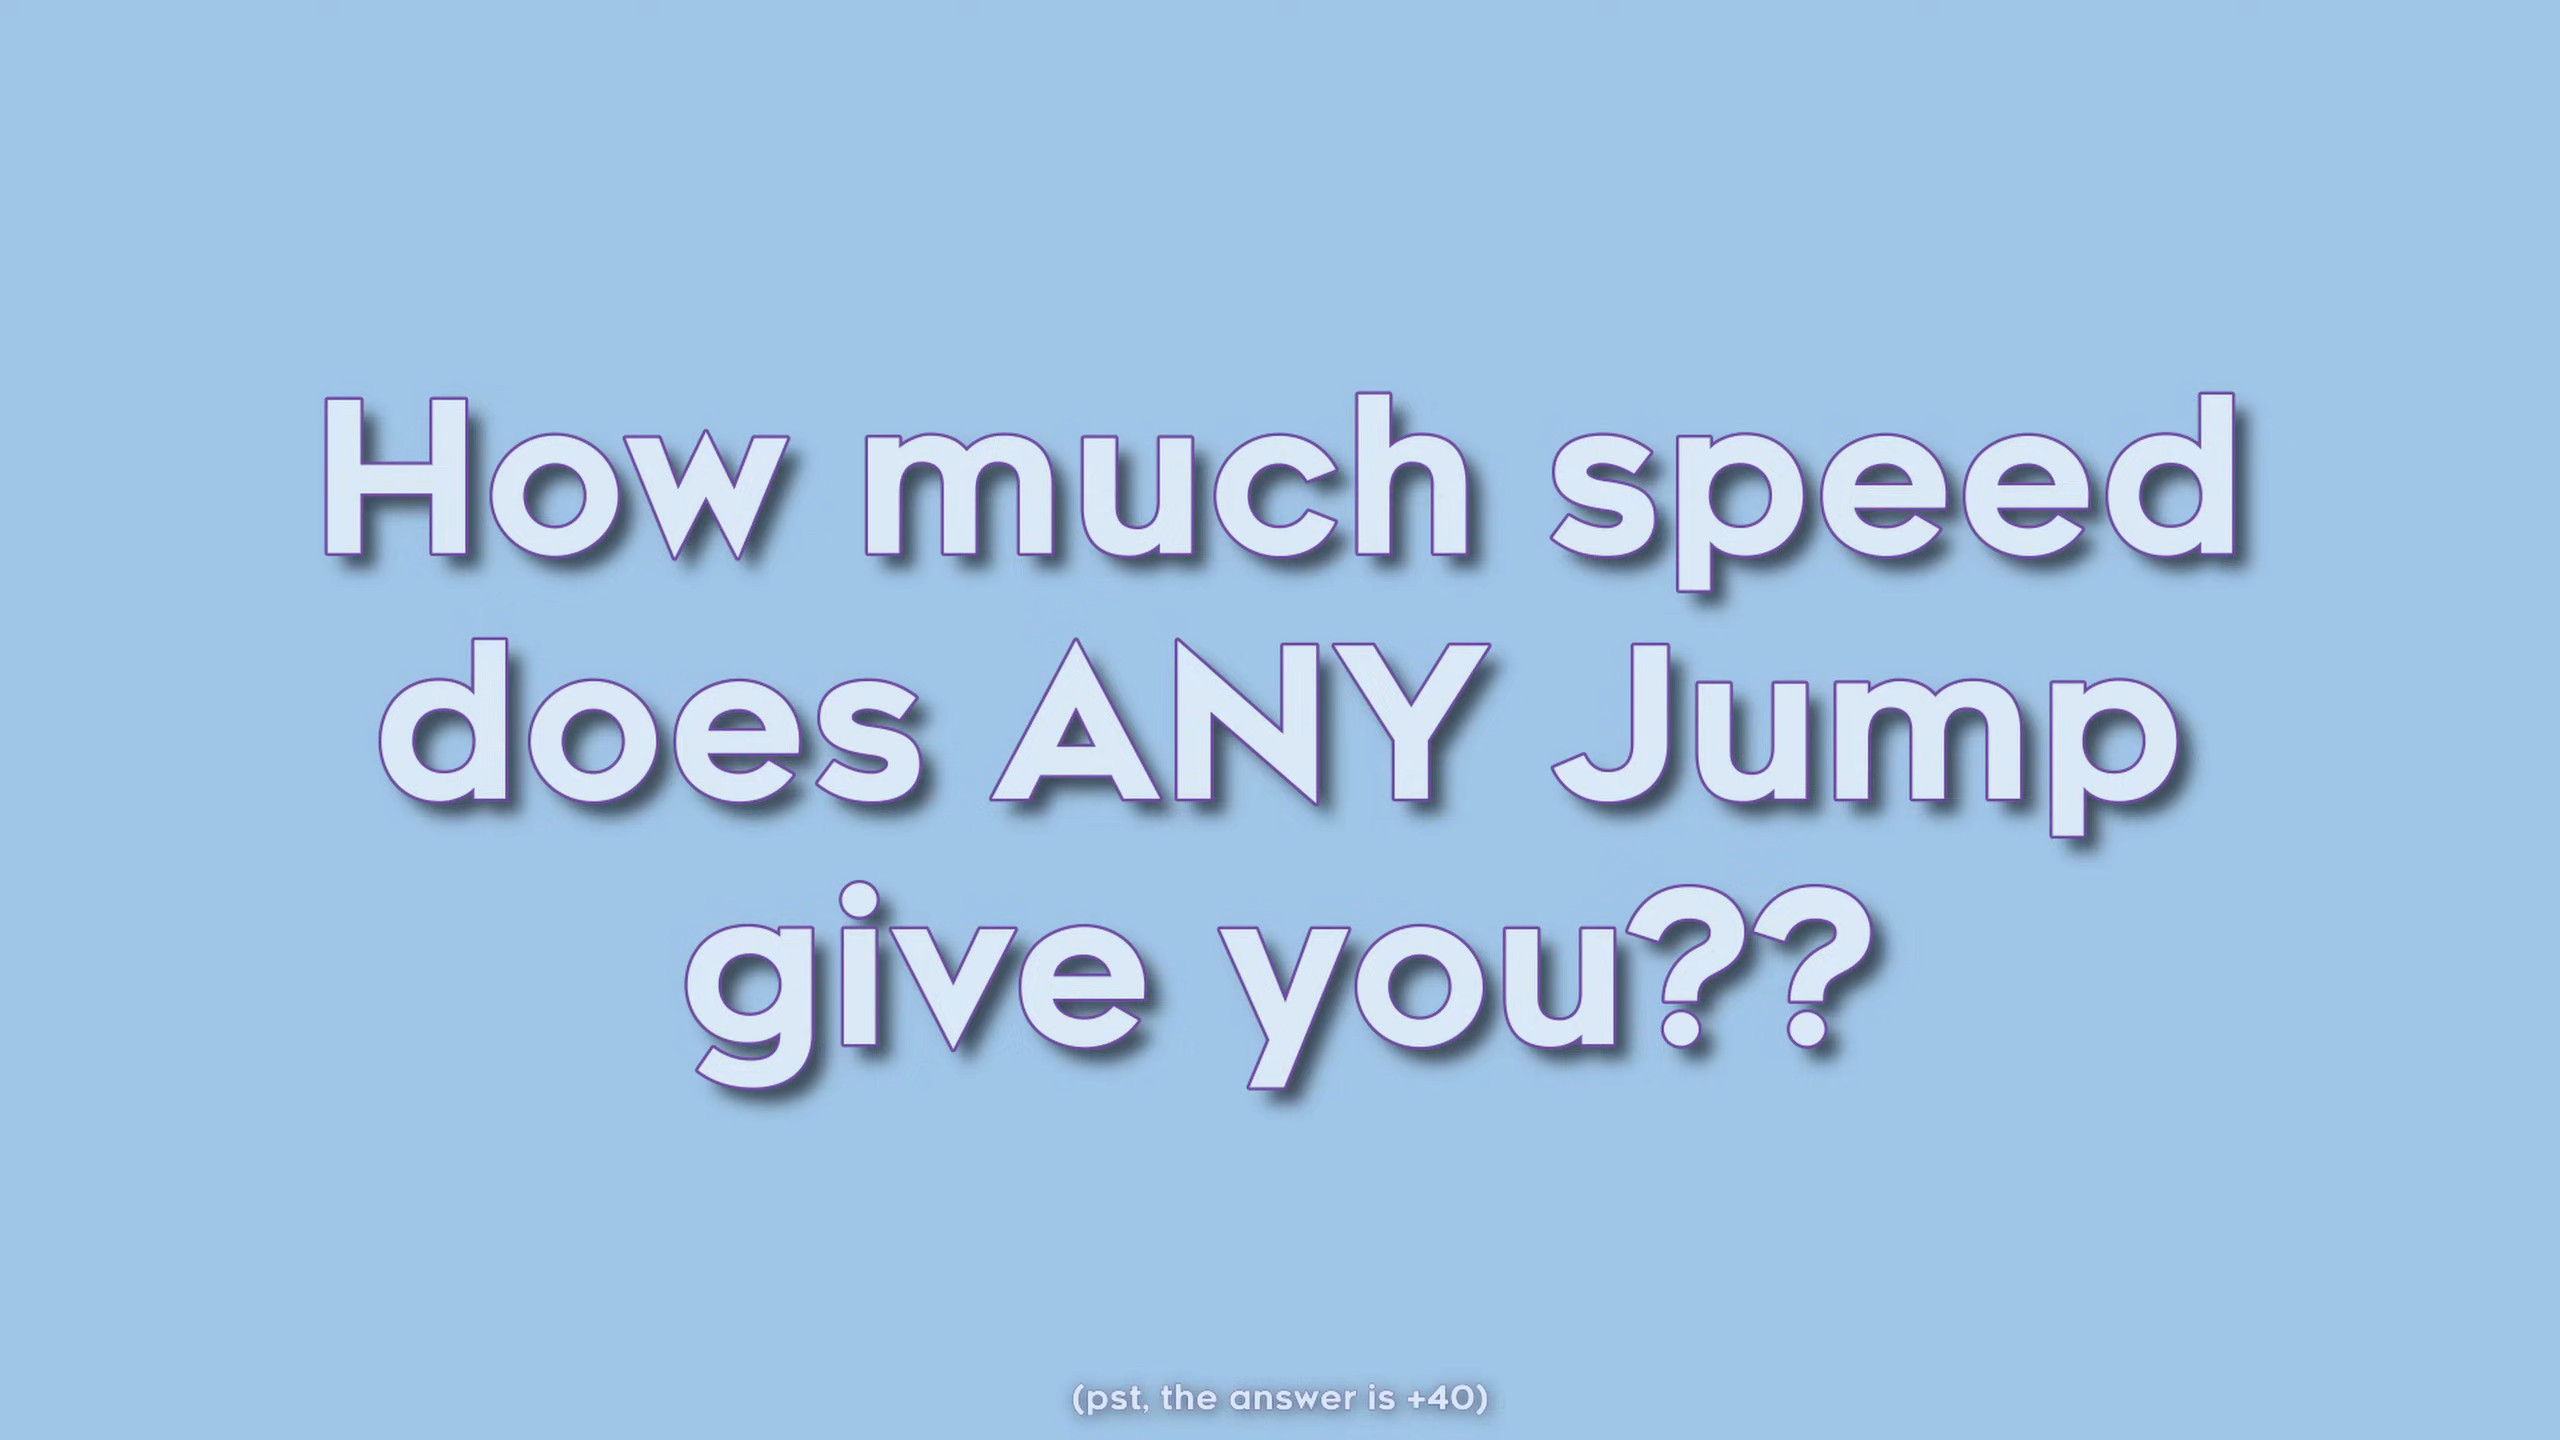 How much speed
does ANY Jump
give you??
(pst, the answer is +40)